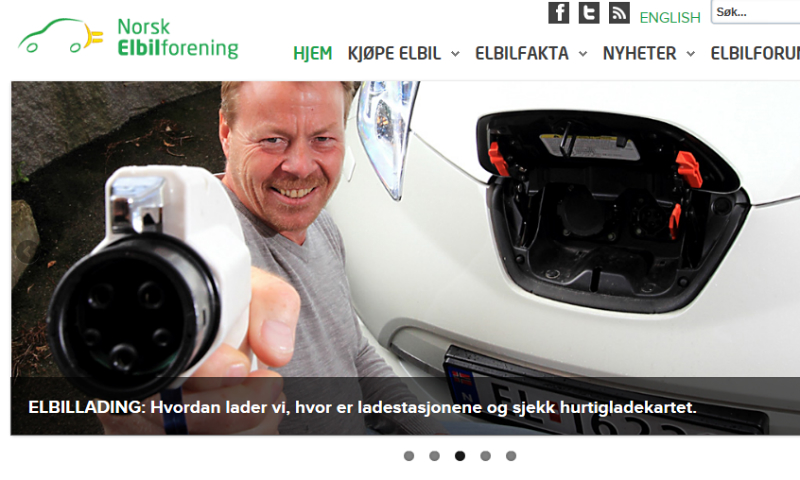 Norsk
Elbilforening
ENGLISH
Søk...
HJEM KJØPE ELBIL ELBILFAKTA NYHETER ELBILFORUM
ELBILLADING: Hvordan lader vi, hvor er ladestasjonene og sjekk hurtigladekartet.
EL